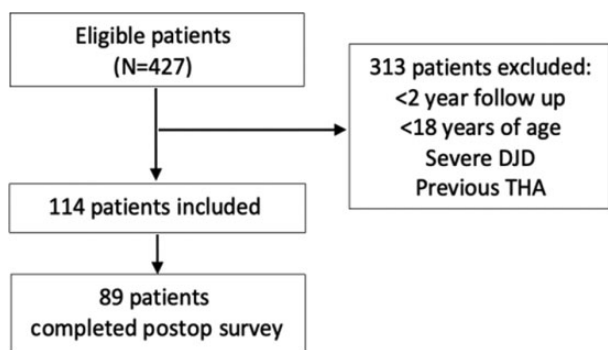 Eligible patients
(N=427)
313 patients excluded:
<2 year follow up
<18 years of age
Severe DJD
Previous THA
114 patients included
89 patients
completed postop survey